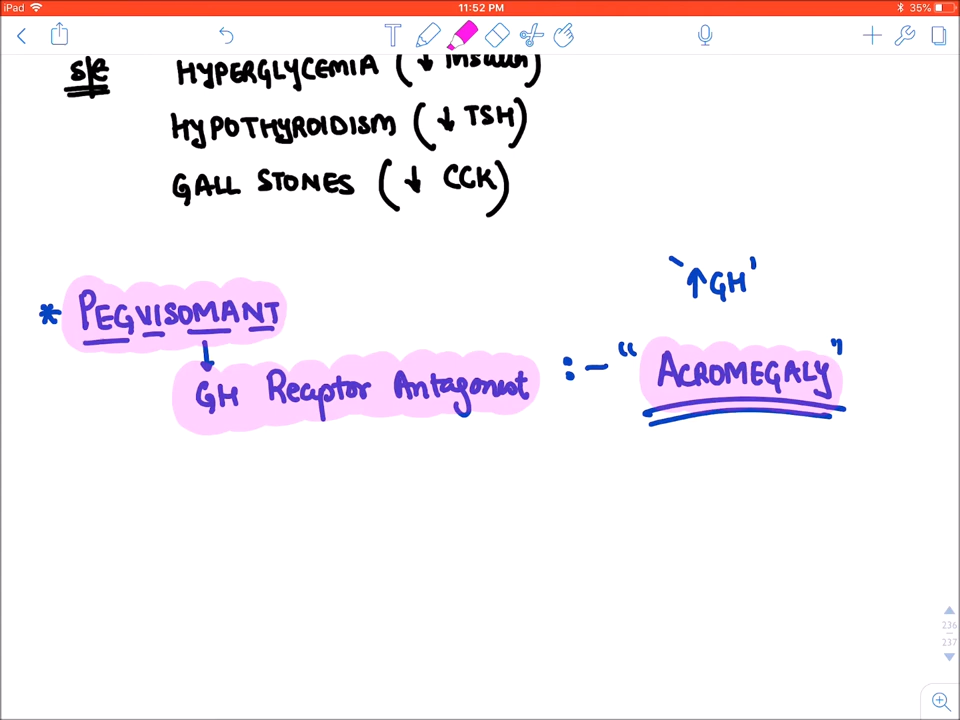 iPad 11:52 PM 35%
s/e HYPERGLYCEMIA (↓ Insulin)
HYPOTHYROIDISM (↓ TSH)
GALL STONES (↓ CCK)
'↑GH'
* PEGVISOMANT
↓
GH Receptor Antagonist :- "ACROMEGALY"
236
237